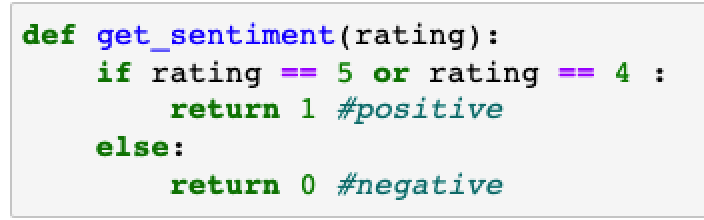 def get_sentiment(rating):
    if rating == 5 or rating == 4 :
        return 1 #positive
    else:
        return 0 #negative